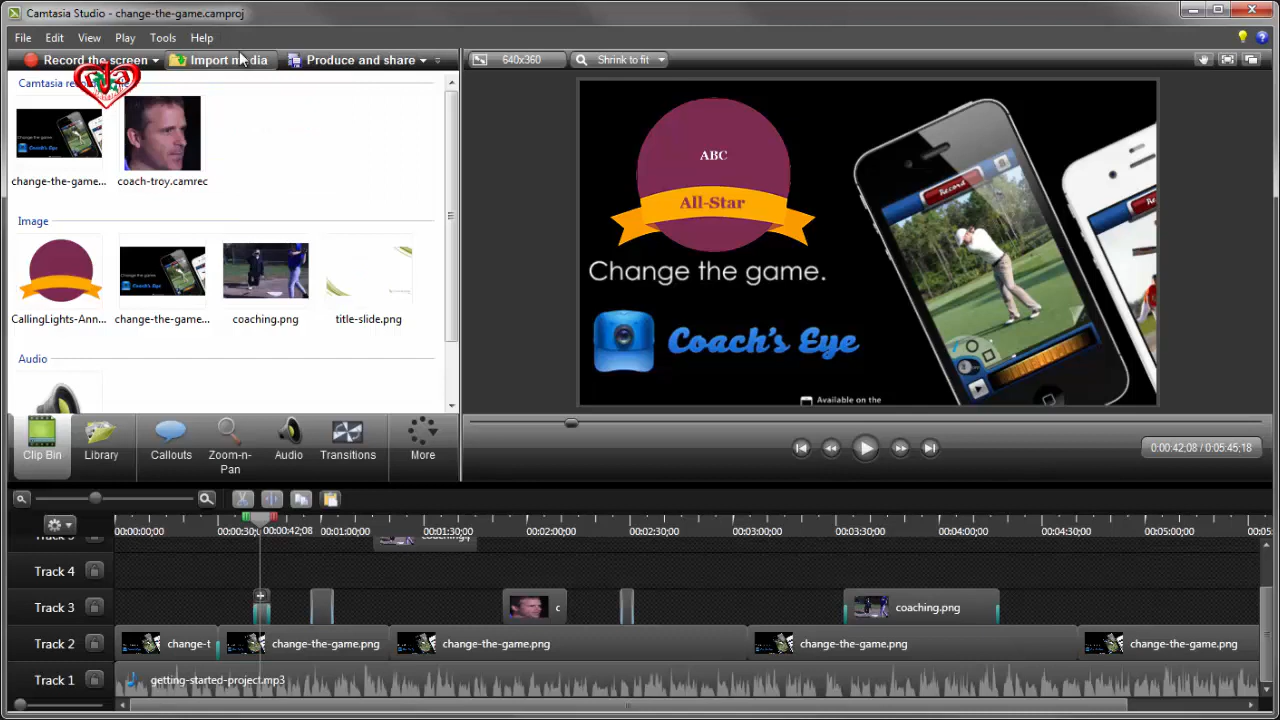 Camtasia Studio - change-the-game.camproj
File Edit View Play Tools Help
Record the screen Import media Produce and share
640x360 Shrink to fit
change-the-game... coach-troy.camrec
Image
CallingLights-Ann... change-the-game... coaching.png title-slide.png
Audio
ABC
All-Star
Change the game.
Coach's Eye
Available on the
Record
Clip Bin Library Callouts Zoom-n-Pan Audio Transitions More
0:00:42;08 / 0:05:45;18
00:00:00;00 00:00:30; 00:00:42;08 00:01:00;00 00:01:30;00 00:02:00;00 00:02:30;00 00:03:00;00 00:03:30;00 00:04:00;00 00:04:30;00 00:05:00;00
Track 4
Track 3 c coaching.png
Track 2 change-t change-the-game.png change-the-game.png change-the-game.png change-the-game.png
Track 1 getting-started-project.mp3